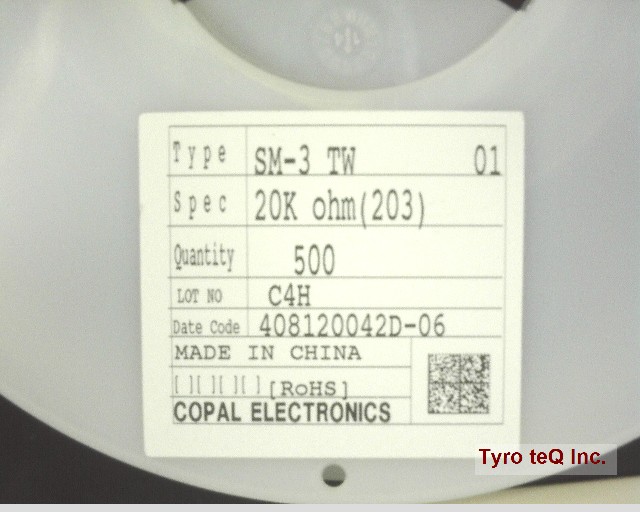 Type SM-3 TW 01
Spec 20K ohm(203)
Quantity 500
LOT NO C4H
Date Code 408120042D-06
MADE IN CHINA
[ ][ ][ ][ ][RoHS]
COPAL ELECTRONICS
Tyro teQ Inc.